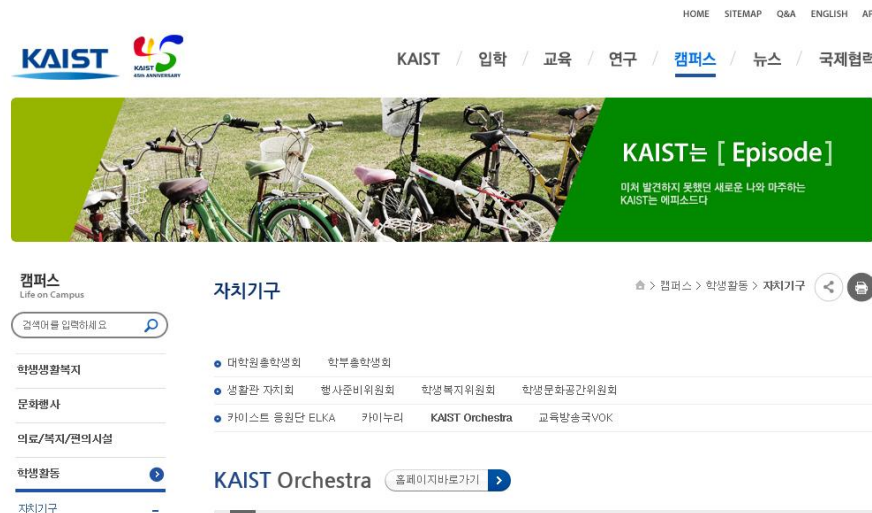 HOME SITEMAP Q&A ENGLISH
KAIST KAIST 45 45th ANNIVERSARY
KAIST / 입학 / 교육 / 연구 / 캠퍼스 / 뉴스 / 국제협력
KAIST는 [ Episode]
미처 발견하지 못했던 새로운 나와 마주하는
KAIST는 에피소드다
캠퍼스
Life on Campus
자치기구
> 캠퍼스 > 학생활동 > 자치기구
검색어를 입력하세요
학생생활복지
문화행사
의료/복지/편의시설
학생활동
자치기구
대학원총학생회 학부총학생회
생활관 자치회 행사준비위원회 학생복지위원회 학생문화공간위원회
카이스트 응원단 ELKA 카이누리 KAIST Orchestra 교육방송국VOK
KAIST Orchestra 홈페이지바로가기